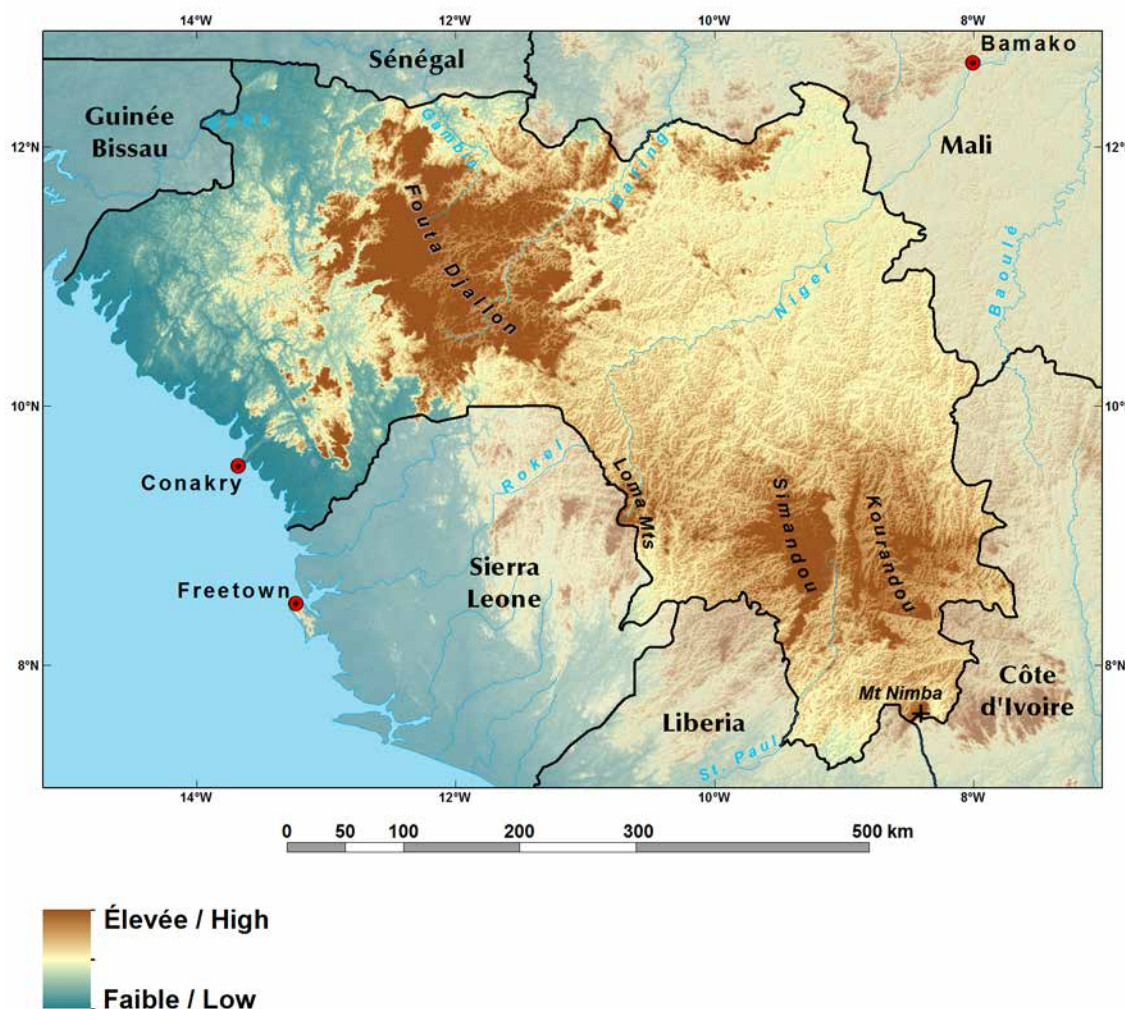 14°W 12°W 10°W 8°W
Bamako
Sénégal
Guinée
Bissau
Gambia
Bafing
Mali
12°N 12°N
Fouta Djallon
Baoulé
Niger
10°N 10°N
Rokel
Conakry
Loma Mts
Simandou
Kourandou
Sierra
Leone
Freetown
8°N 8°N
Mt Nimba
Côte
d'Ivoire
Liberia
St. Paul
14°W 12°W 10°W 8°W
0 50 100 200 300 500 km
Élevée / High
Faible / Low